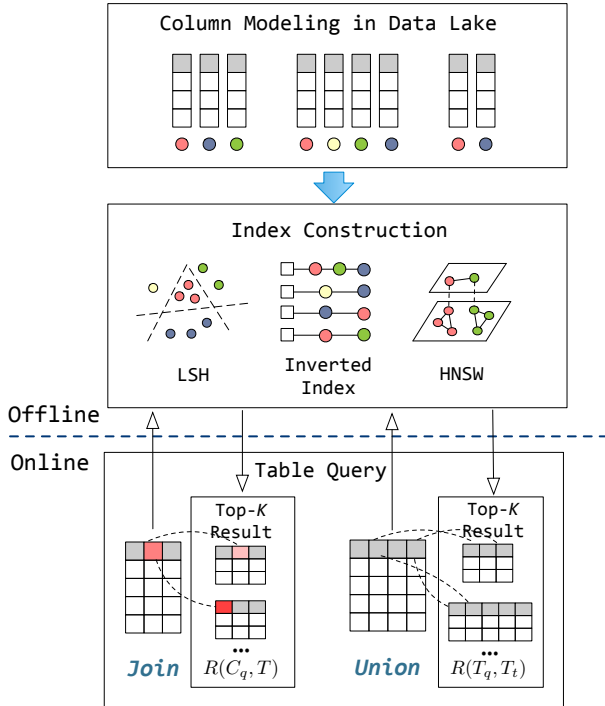 Column Modeling in Data Lake
Index Construction
LSH
Inverted
Index
HNSW
Offline
Online
Table Query
Top-K
Result
...
R(C_q, T)
Join
Top-K
Result
...
R(T_q, T_t)
Union